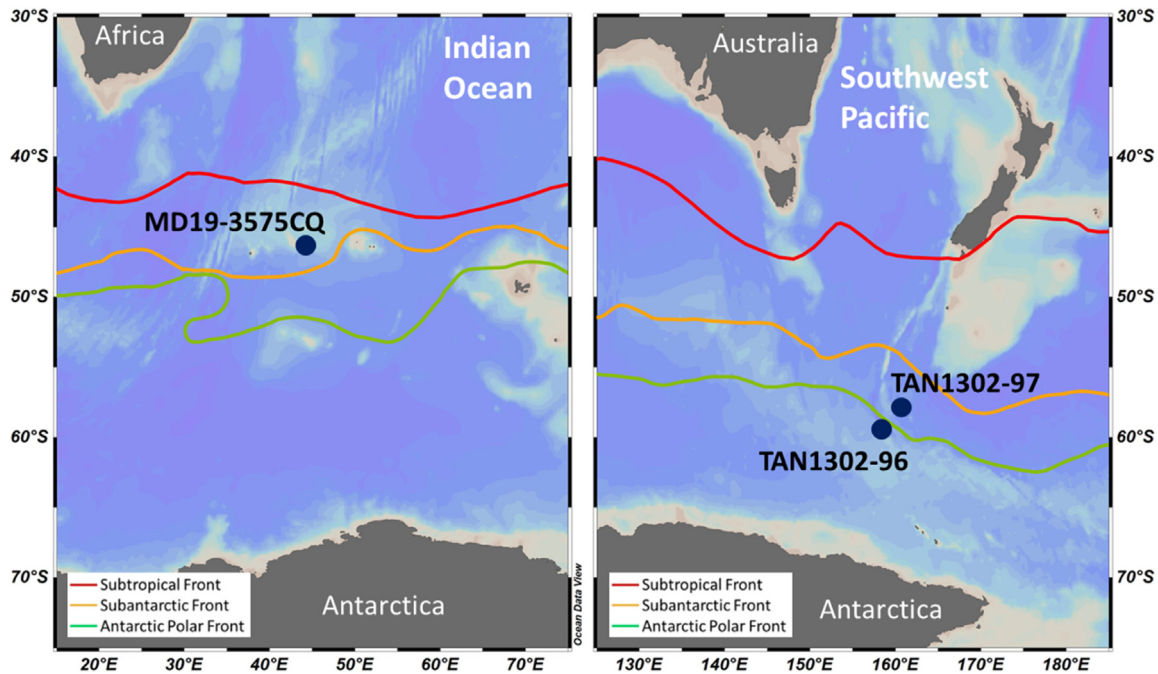 Africa
Indian
Ocean
MD19-3575CQ
Antarctica
Subtropical Front
Subantarctic Front
Antarctic Polar Front
20°E 30°E 40°E 50°E 60°E 70°E
Ocean Data View
30°S
40°S
50°S
60°S
70°S
Australia
Southwest
Pacific
TAN1302-97
TAN1302-96
Antarctica
Subtropical Front
Subantarctic Front
Antarctic Polar Front
130°E 140°E 150°E 160°E 170°E 180°E
30°S
40°S
50°S
60°S
70°S